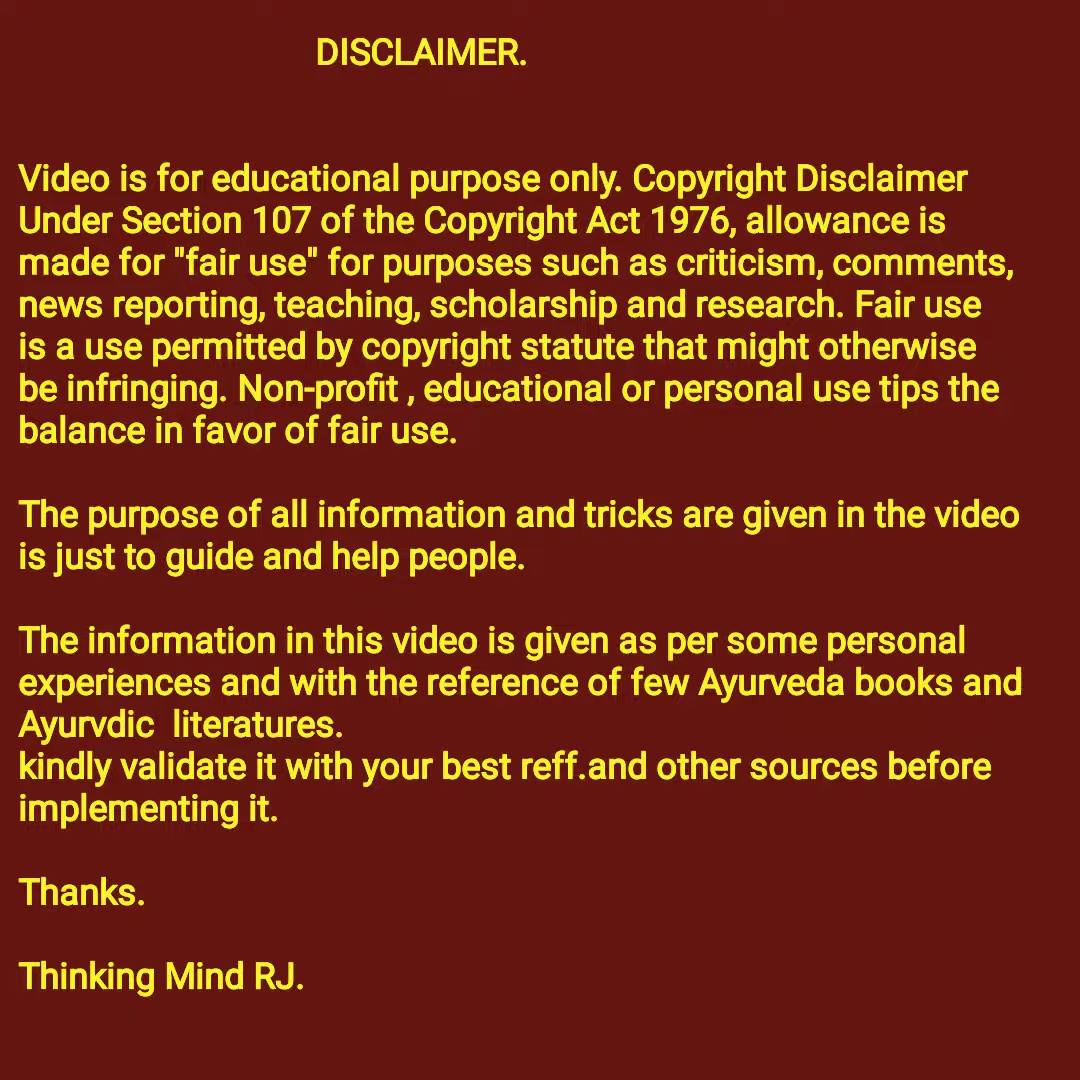 DISCLAIMER.
Video is for educational purpose only. Copyright Disclaimer
Under Section 107 of the Copyright Act 1976, allowance is
made for "fair use" for purposes such as criticism, comments,
news reporting, teaching, scholarship and research. Fair use
is a use permitted by copyright statute that might otherwise
be infringing. Non-profit , educational or personal use tips the
balance in favor of fair use.
The purpose of all information and tricks are given in the video
is just to guide and help people.
The information in this video is given as per some personal
experiences and with the reference of few Ayurveda books and
Ayurvdic  literatures.
kindly validate it with your best reff.and other sources before
implementing it.
Thanks.
Thinking Mind RJ.